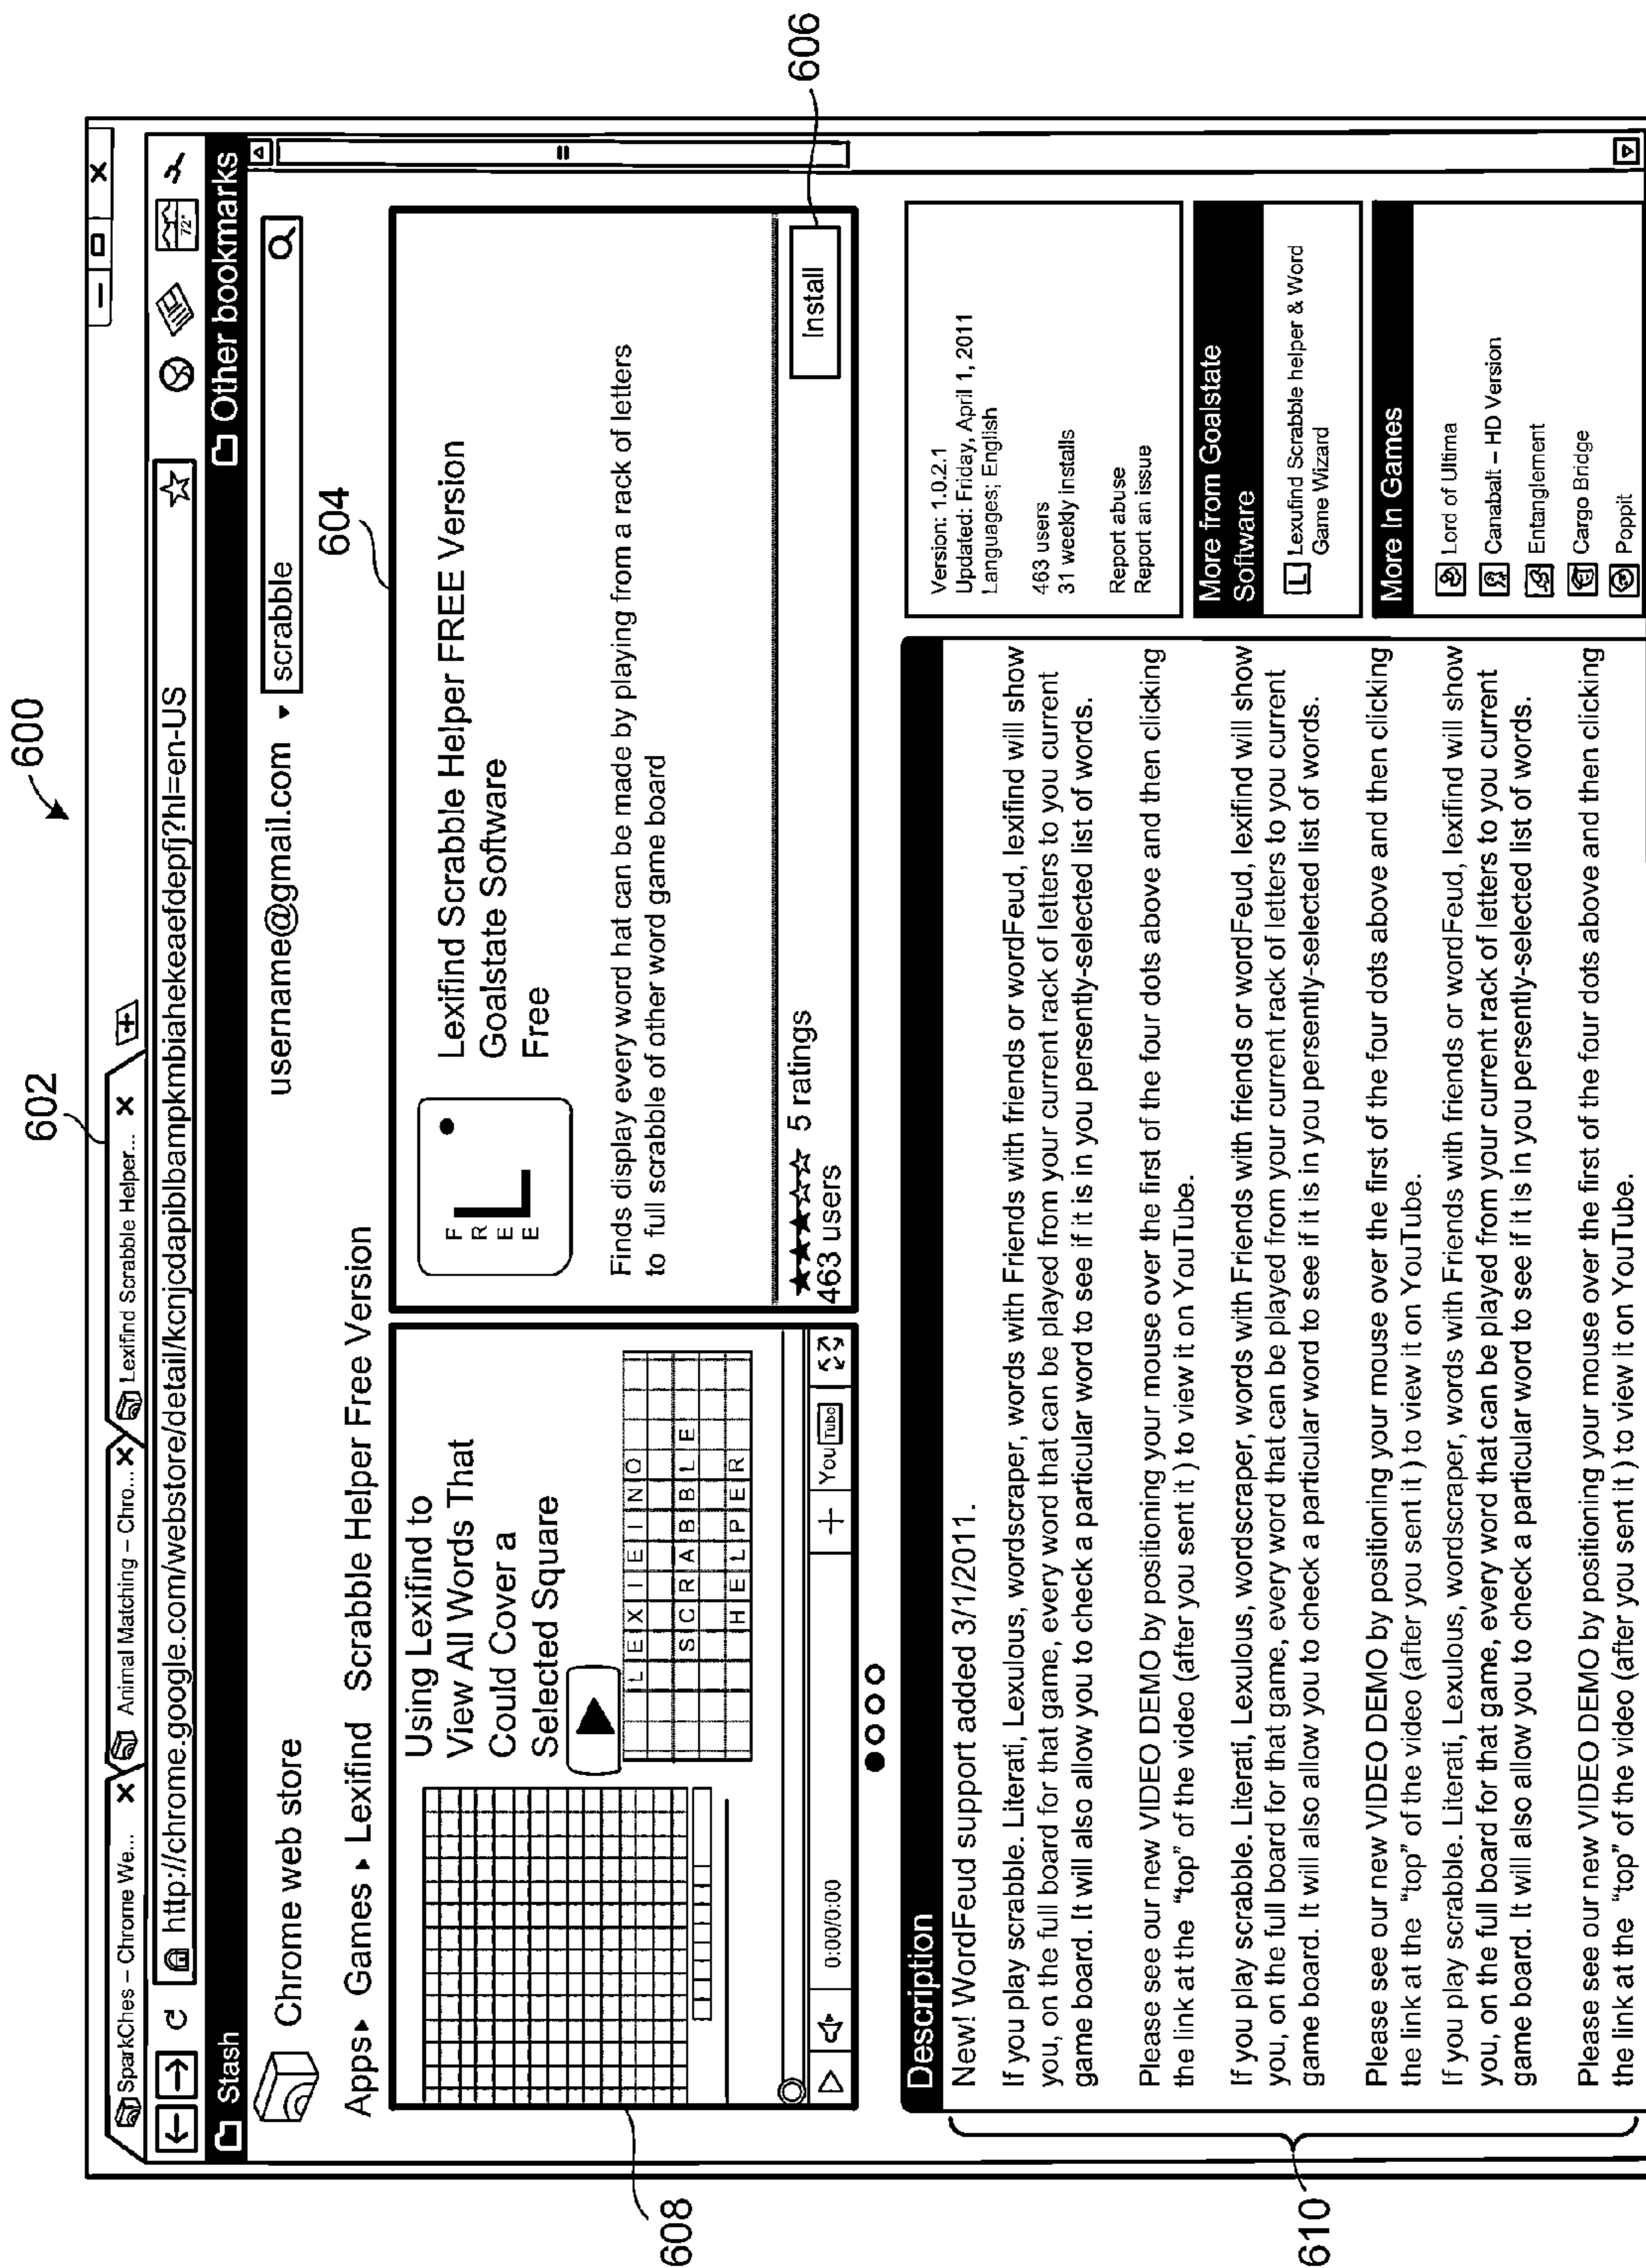 600
602
SparkChes – Chrome We... ×
Animal Matching – Chro... ×
Lexifind Scrabble Helper... ×
http://chrome.google.com/webstore/detail/kcnjcdapiblbampkmbiahekeaefdepfj?hl=en-US
72°
Stash
Other bookmarks
Chrome web store
username@gmail.com
scrabble
Apps ▸ Games ▸ Lexifind Scrabble Helper Free Version
604
Using Lexifind to
View All Words That
Could Cover a
Selected Square
LEXIEINO
SCRABBLE
HELPER
0:00/0:00
You Tube
608
FREE
L
Lexifind Scrabble Helper FREE Version
Goalstate Software
Free
Finds display every word hat can be made by playing from a rack of letters
to full scrabble of other word game board
★★★☆☆ 5 ratings
463 users
Install
606
Description
New! WordFeud support added 3/1/2011.
If you play scrabble. Literati, Lexulous, wordscraper, words with Friends with friends or wordFeud, lexifind will show
you, on the full board for that game, every word that can be played from your current rack of letters to you current
game board. It will also allow you to check a particular word to see if it is in you persently-selected list of words.
Please see our new VIDEO DEMO by positioning your mouse over the first of the four dots above and then clicking
the link at the "top" of the video (after you sent it ) to view it on YouTube.
If you play scrabble. Literati, Lexulous, wordscraper, words with Friends with friends or wordFeud, lexifind will show
you, on the full board for that game, every word that can be played from your current rack of letters to you current
game board. It will also allow you to check a particular word to see if it is in you persently-selected list of words.
Please see our new VIDEO DEMO by positioning your mouse over the first of the four dots above and then clicking
the link at the "top" of the video (after you sent it ) to view it on YouTube.
If you play scrabble. Literati, Lexulous, wordscraper, words with Friends with friends or wordFeud, lexifind will show
you, on the full board for that game, every word that can be played from your current rack of letters to you current
game board. It will also allow you to check a particular word to see if it is in you persently-selected list of words.
Please see our new VIDEO DEMO by positioning your mouse over the first of the four dots above and then clicking
the link at the "top" of the video (after you sent it ) to view it on YouTube.
610
Version: 1.0.2.1
Updated: Friday, April 1, 2011
Languages; English
463 users
31 weekly installs
Report abuse
Report an issue
More from Goalstate
Software
L Lexufind Scrabble helper & Word
Game Wizard
More In Games
Lord of Ultima
Canabalt – HD Version
Entanglement
Cargo Bridge
Poppit